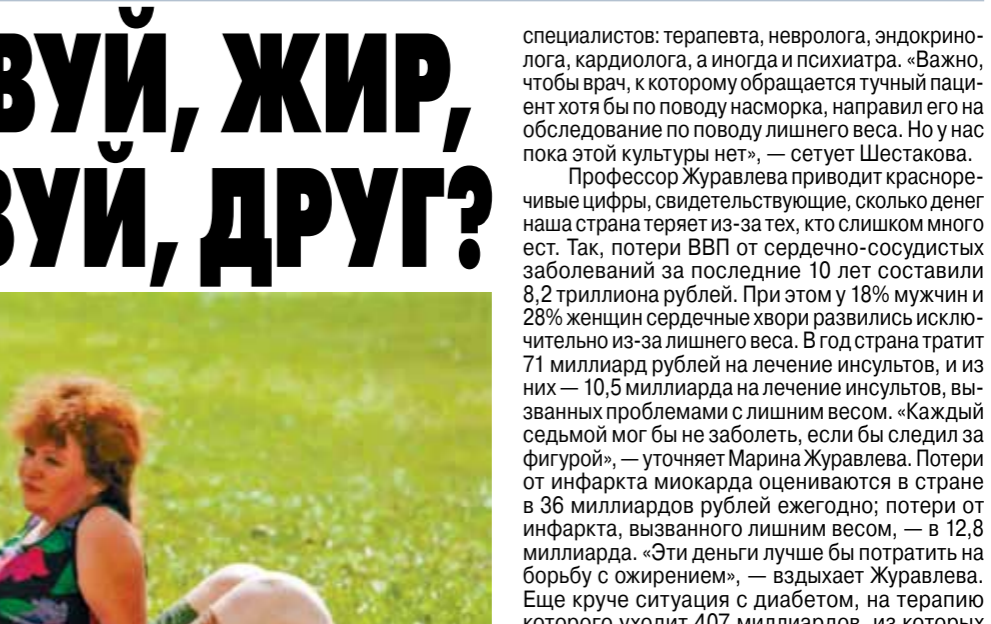 ВУЙ, ЖИР,
ВУЙ, ДРУГ?
специалистов: терапевта, невролога, эндокрино-
лога, кардиолога, а иногда и психиатра. «Важно,
чтобы врач, к которому обращается тучный паци-
ент хотя бы по поводу насморка, направил его на
обследование по поводу лишнего веса. Но у нас
пока этой культуры нет», — сетует Шестакова.
Профессор Журавлева приводит красноре-
чивые цифры, свидетельствующие, сколько денег
наша страна теряет из-за тех, кто слишком много
ест. Так, потери ВВП от сердечно-сосудистых
заболеваний за последние 10 лет составили
8,2 триллиона рублей. При этом у 18% мужчин и
28% женщин сердечные хвори развились исклю-
чительно из-за лишнего веса. В год страна тратит
71 миллиард рублей на лечение инсультов, и из
них — 10,5 миллиарда на лечение инсультов, вы-
званных проблемами с лишним весом. «Каждый
седьмой мог бы не заболеть, если бы следил за
фигурой», — уточняет Марина Журавлева. Потери
от инфаркта миокарда оцениваются в стране
в 36 миллиардов рублей ежегодно; потери от
инфаркта, вызванного лишним весом, — в 12,8
миллиарда. «Эти деньги лучше бы потратить на
борьбу с ожирением», — вздыхает Журавлева.
Еще круче ситуация с диабетом, на терапию
которого уходит 407 миллиардов, из которых